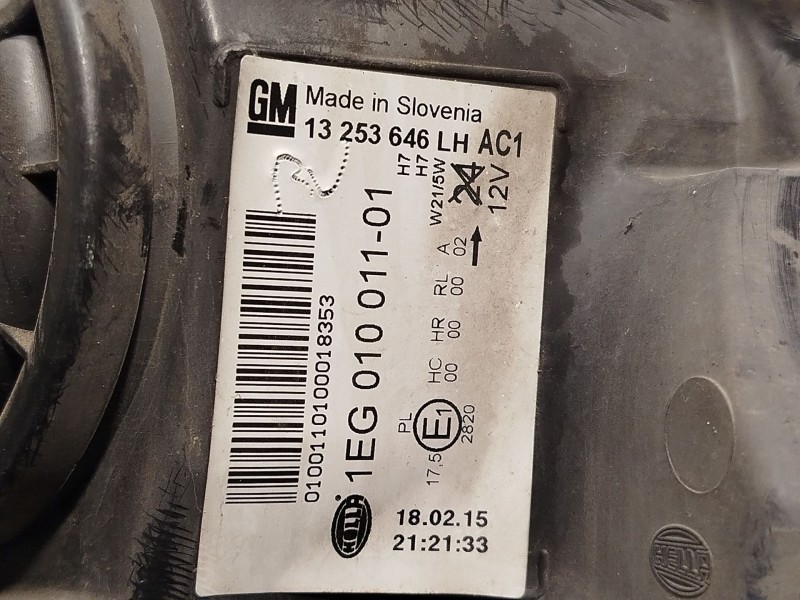 GM
Made in Slovenia
13 253 646 LH AC1
H7
H7
W21/5W
24
12V
1EG 010 011-01
01001101000018353
A
02
RL
00
HR
00
HC
00
PL
17,5
E1
2820
HELLA
18.02.15
21:21:33
HELLA